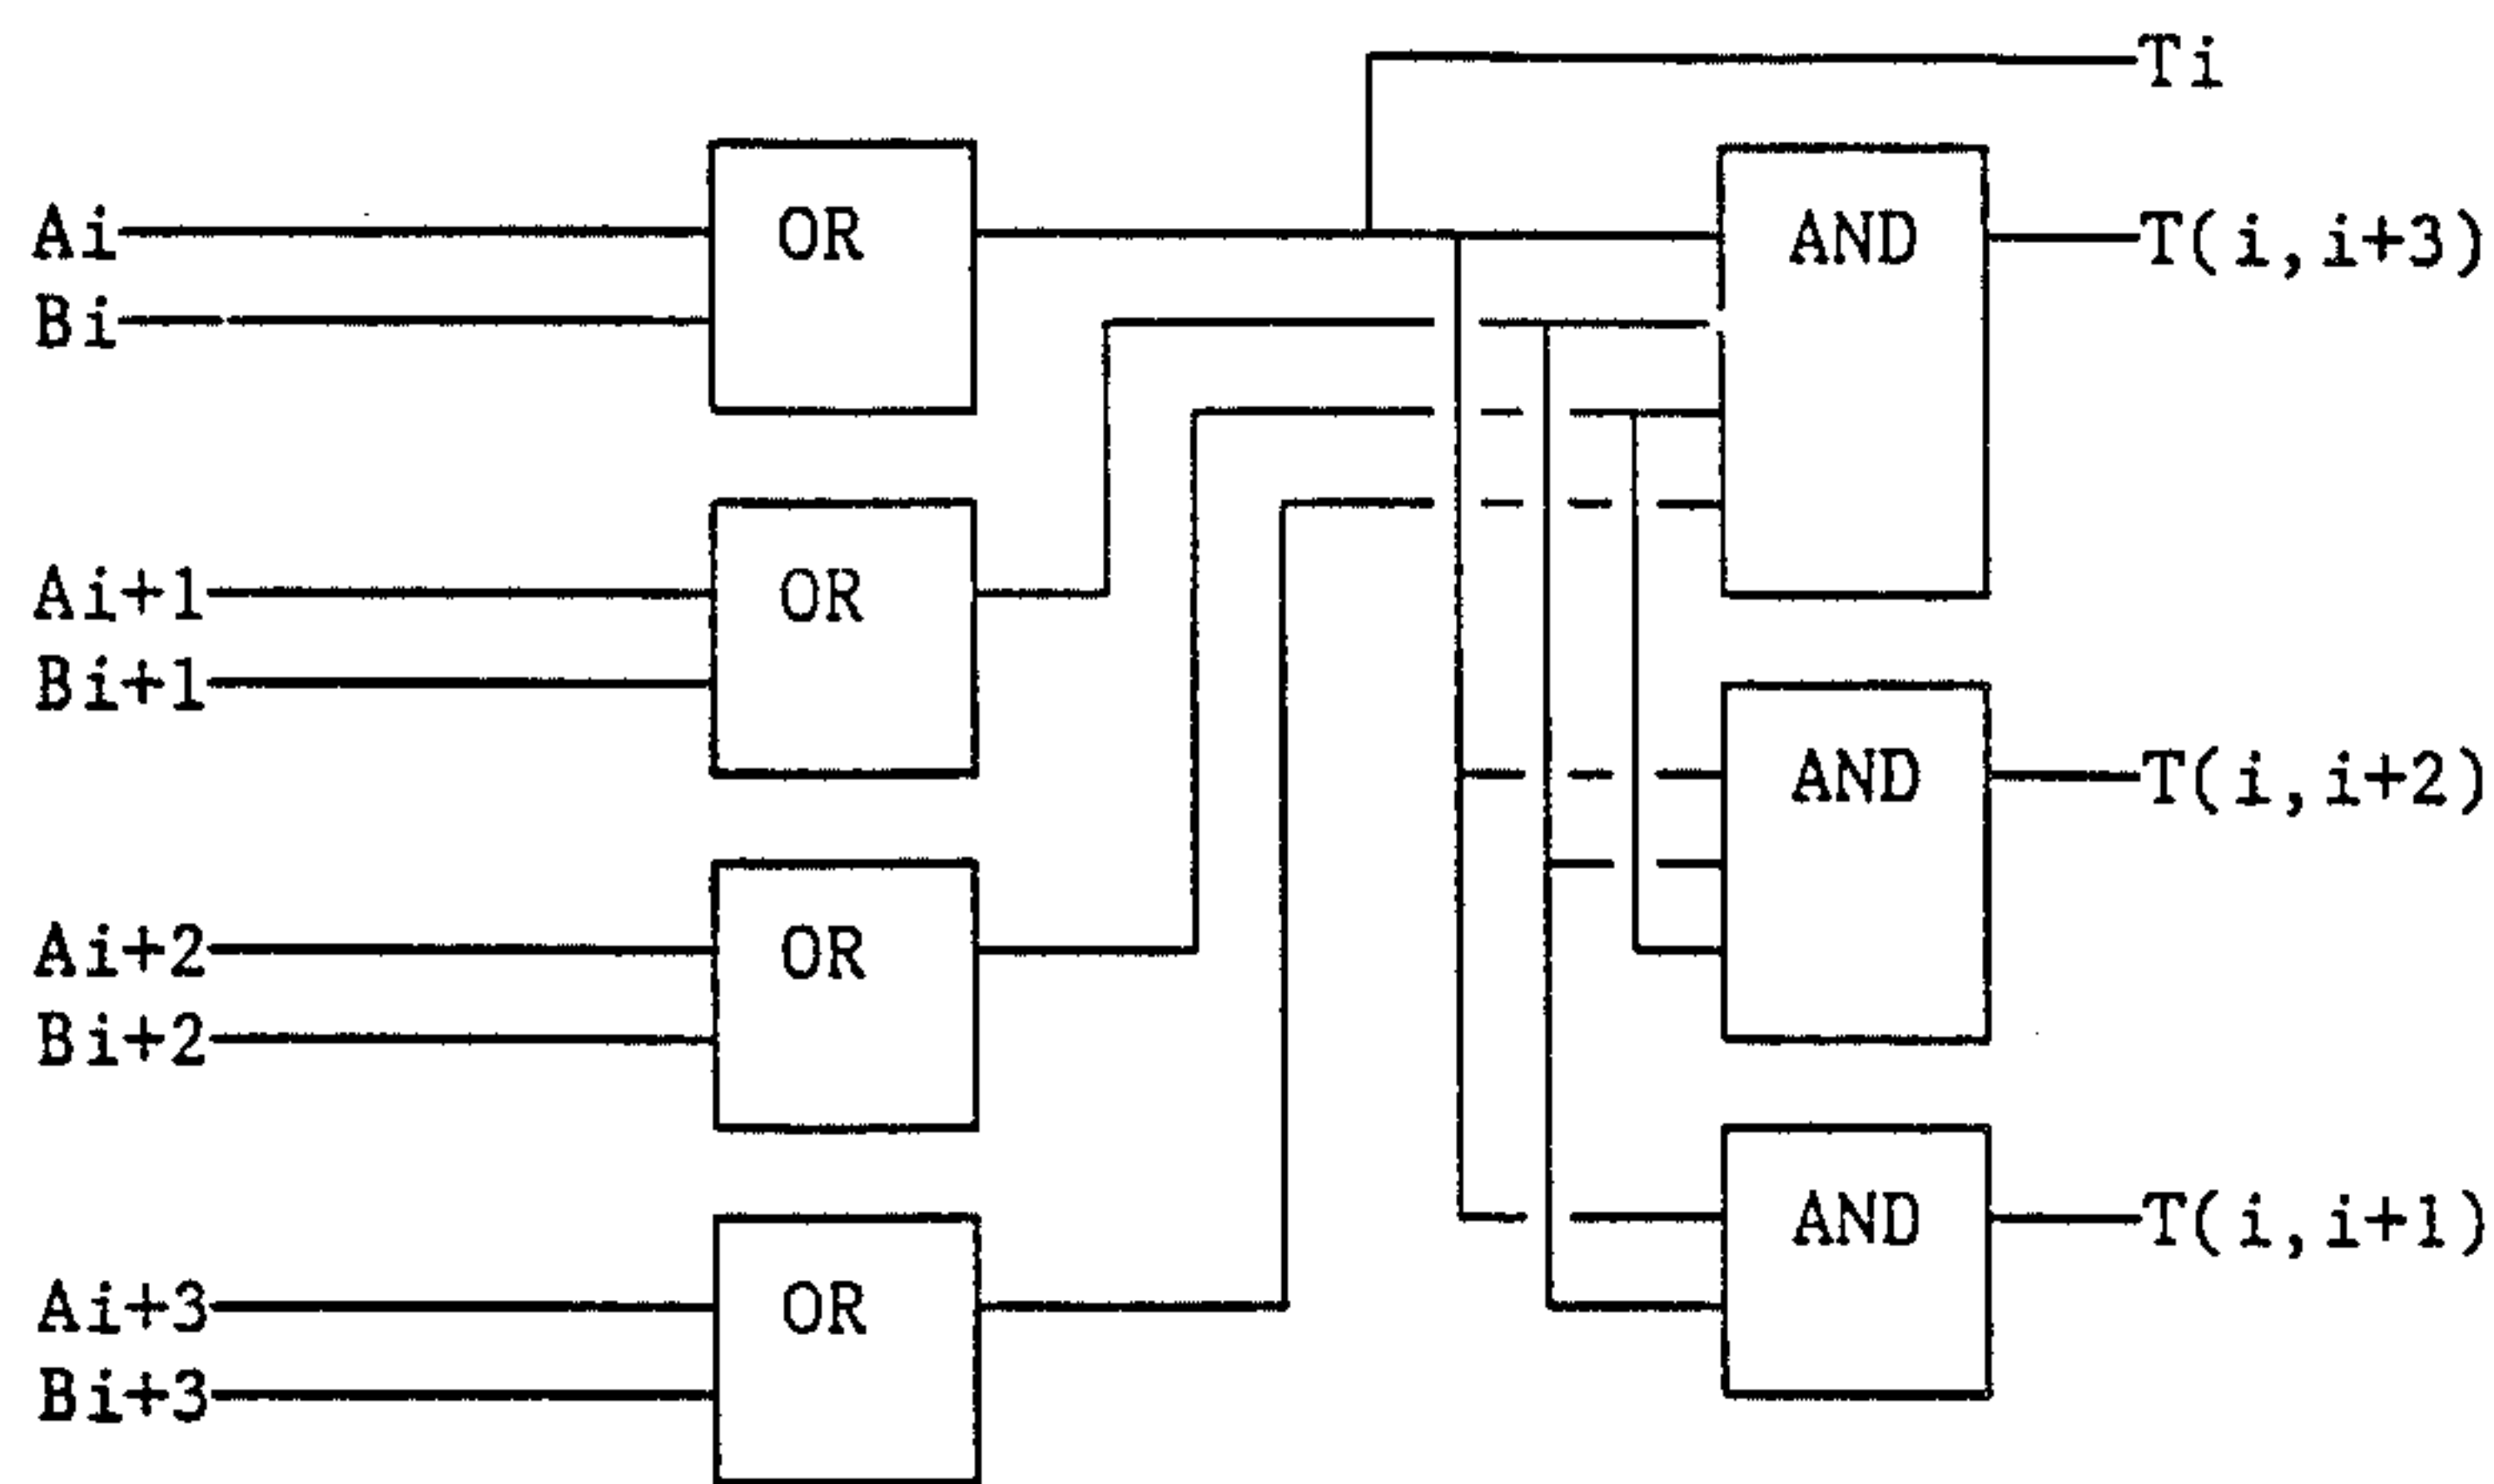 Ti
Ai
OR
AND
T(i,i+3)
Bi
Ai+1
OR
Bi+1
AND
T(i,i+2)
Ai+2
OR
Bi+2
AND
T(i,i+1)
Ai+3
OR
Bi+3